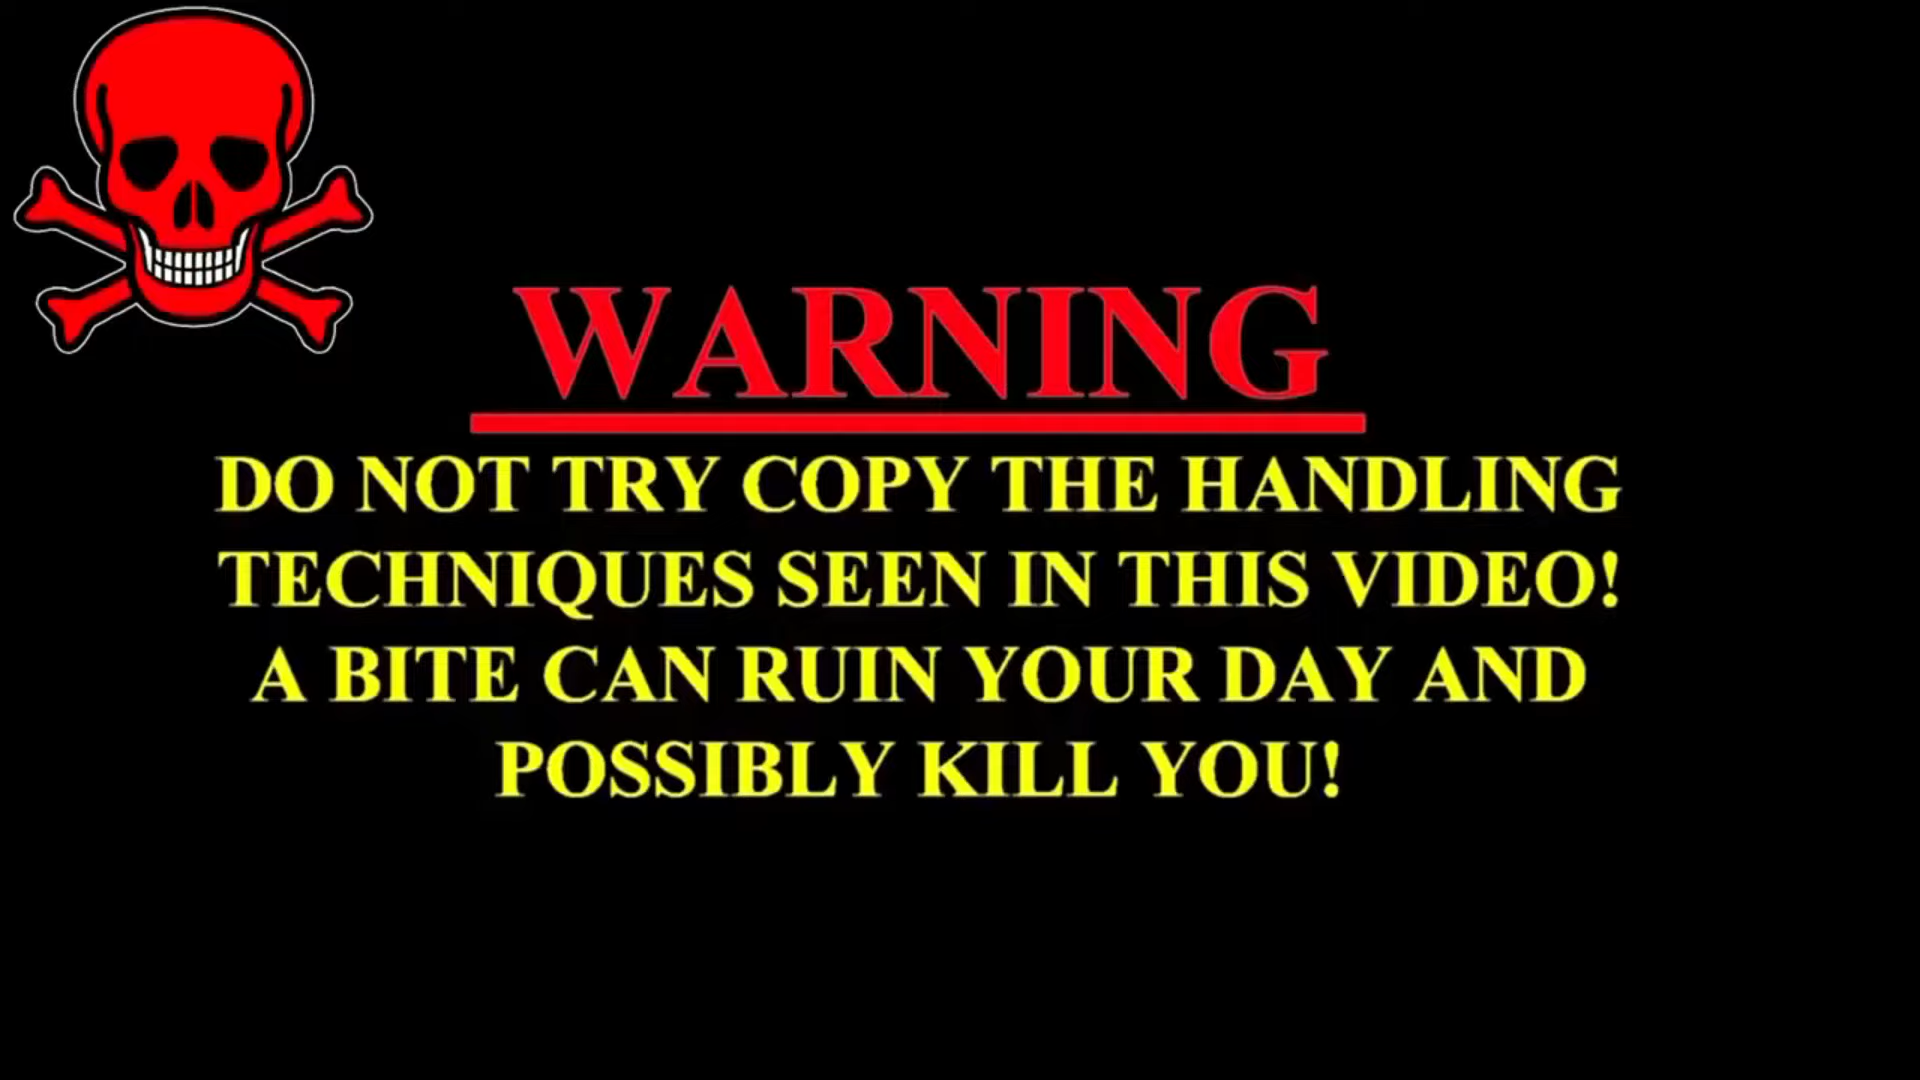 WARNING
DO NOT TRY COPY THE HANDLING
TECHNIQUES SEEN IN THIS VIDEO!
A BITE CAN RUIN YOUR DAY AND
POSSIBLY KILL YOU!